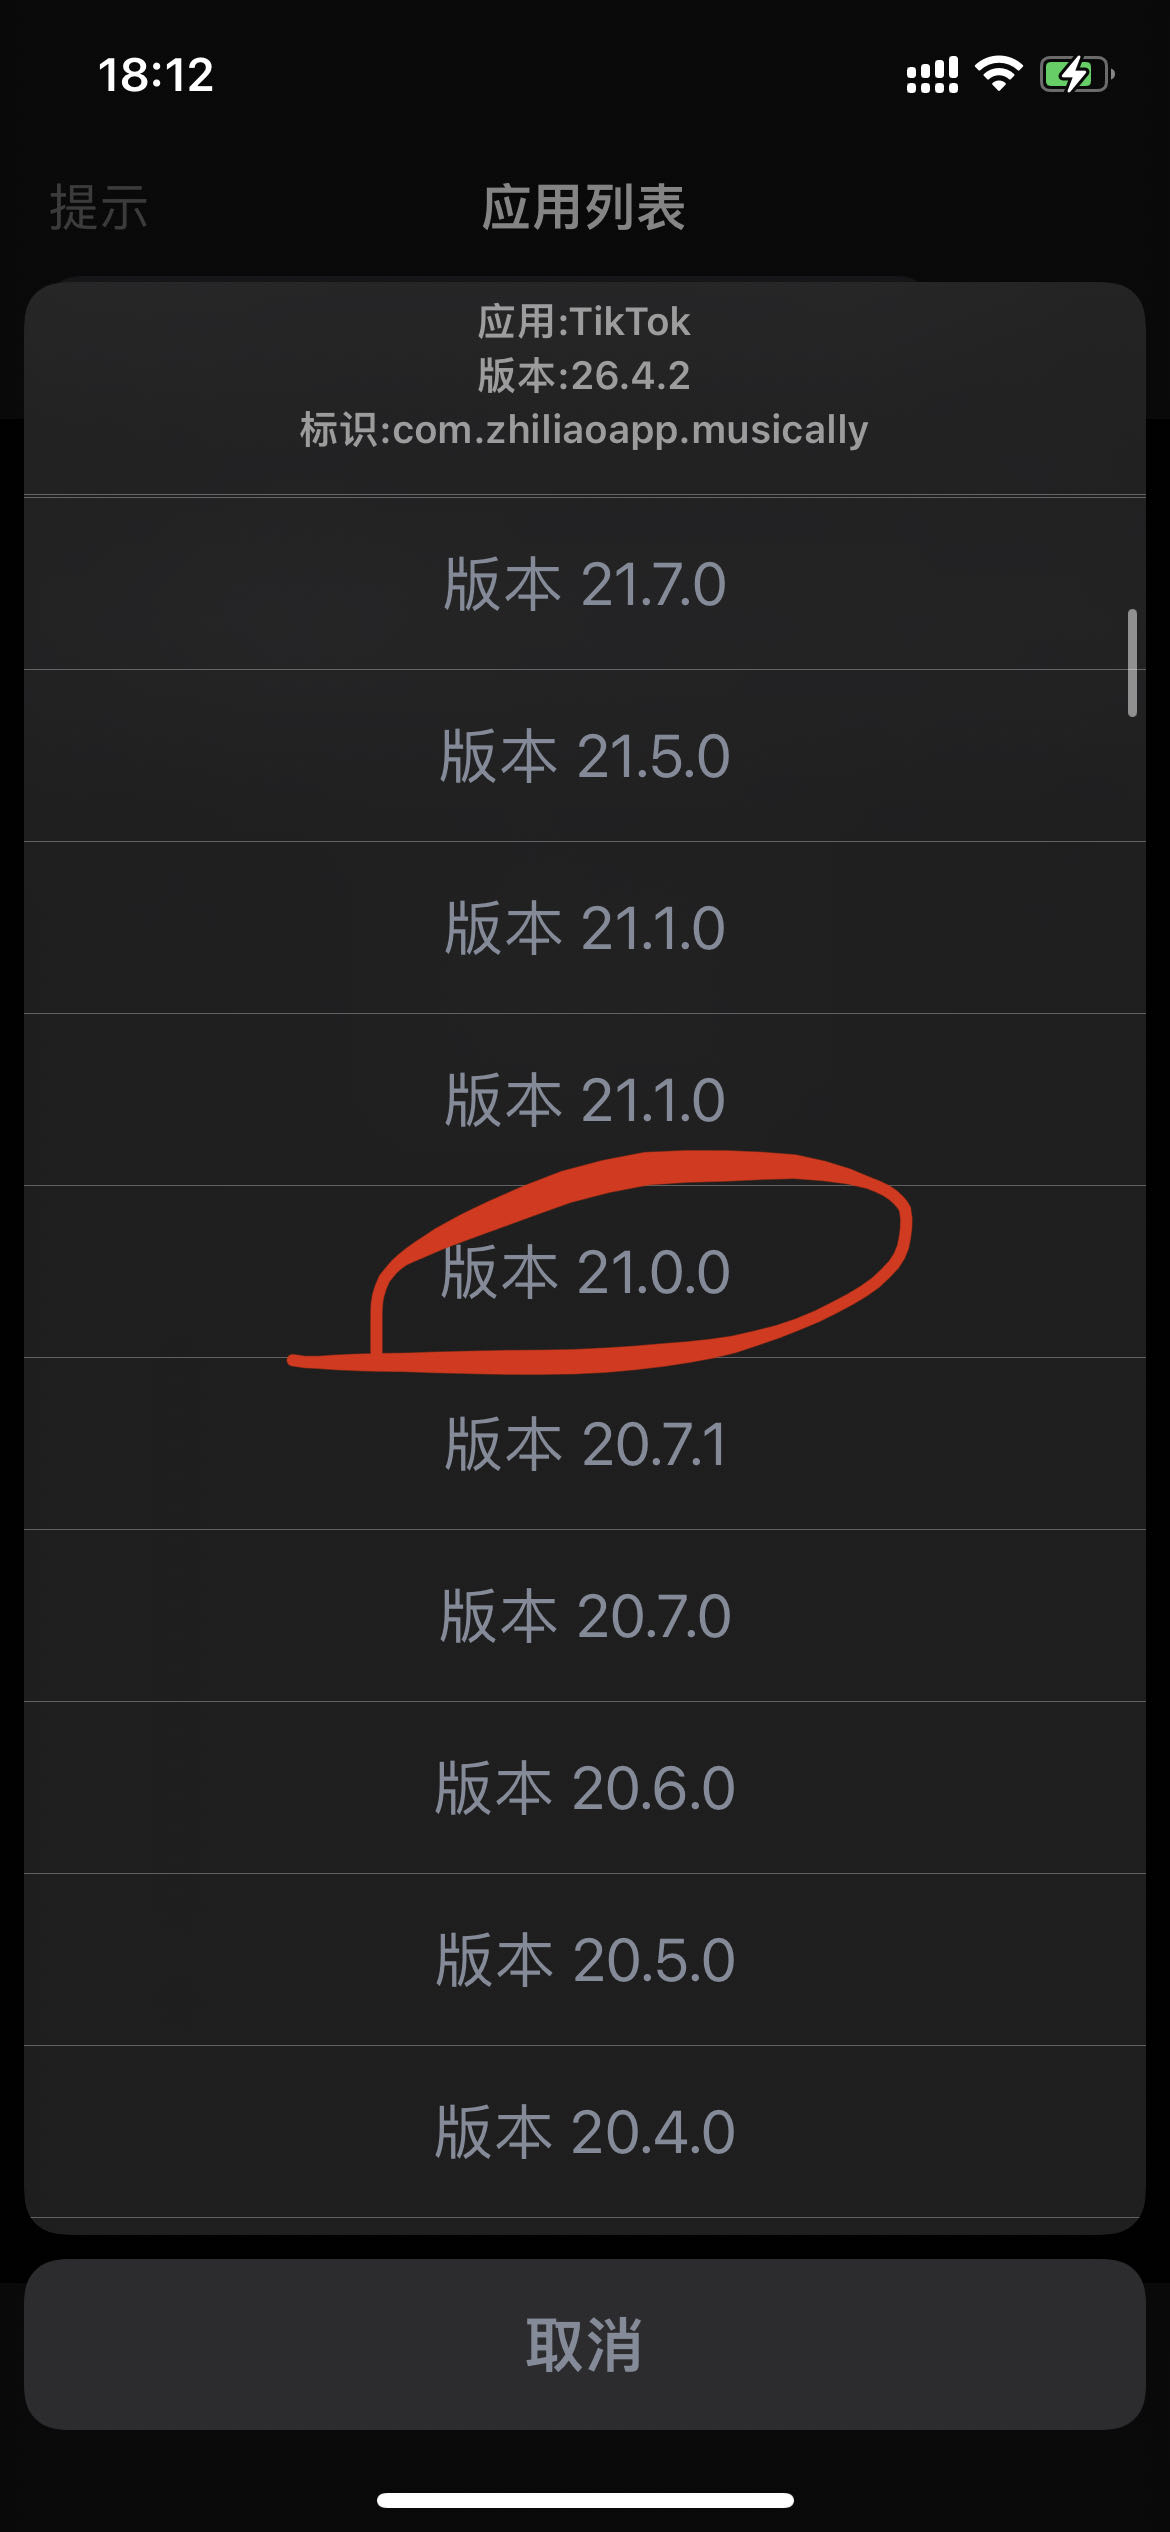 18:12
提示
应用列表
应用:TikTok
版本:26.4.2
标识:com.zhiliaoapp.musically
版本 21.7.0
版本 21.5.0
版本 21.1.0
版本 21.1.0
版本 21.0.0
版本 20.7.1
版本 20.7.0
版本 20.6.0
版本 20.5.0
版本 20.4.0
取消